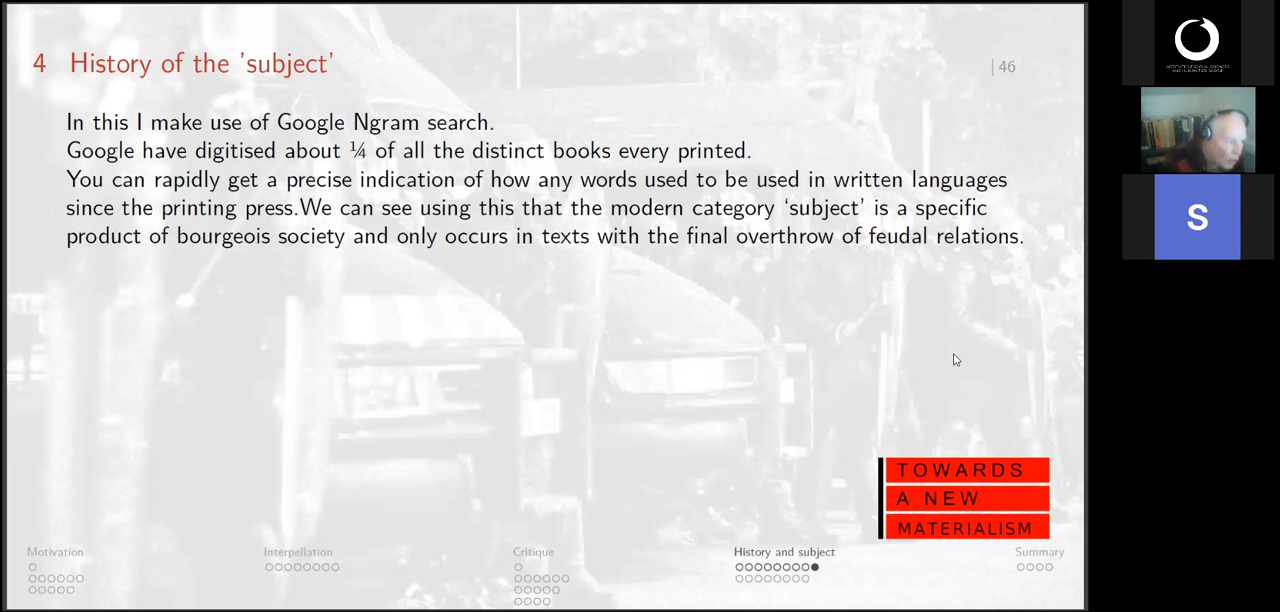 4 History of the 'subject'
| 46
In this I make use of Google Ngram search.
Google have digitised about ¼ of all the distinct books every printed.
You can rapidly get a precise indication of how any words used to be used in written languages
since the printing press.We can see using this that the modern category ‘subject’ is a specific
product of bourgeois society and only occurs in texts with the final overthrow of feudal relations.
TOWARDS
A NEW
MATERIALISM
Motivation
Interpellation
Critique
History and subject
Summary
S